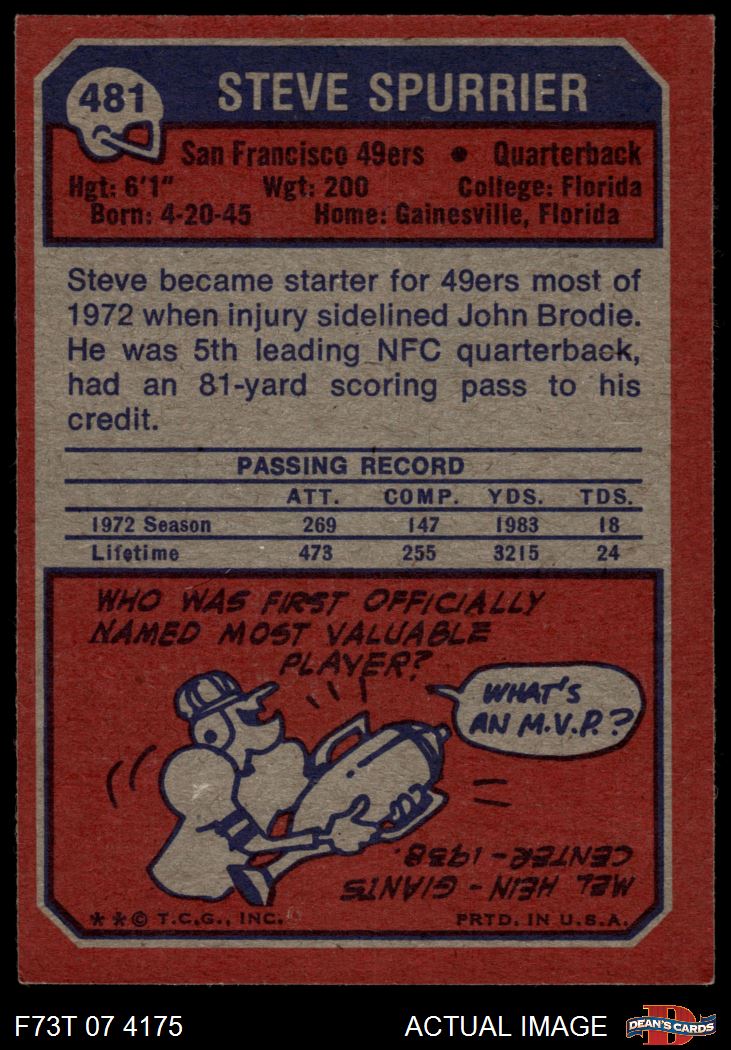 481
STEVE SPURRIER
San Francisco 49ers • Quarterback
Hgt: 6'1" Wgt: 200 College: Florida
Born: 4-20-45 Home: Gainesville, Florida
Steve became starter for 49ers most of
1972 when injury sidelined John Brodie.
He was 5th leading NFC quarterback,
had an 81-yard scoring pass to his
credit.
PASSING RECORD
ATT. COMP. YDS. TDS.
1972 Season 269 147 1983 18
Lifetime 473 255 3215 24
WHO WAS FIRST OFFICIALLY
NAMED MOST VALUABLE
PLAYER?
WHAT'S
AN M.V.P.?
MEL HEIN - GIANTS
CENTER - 1938.
**© T.C.G., INC. PRTD. IN U.S.A.
F73T 07 4175 ACTUAL IMAGE
D
DEAN'S CARDS